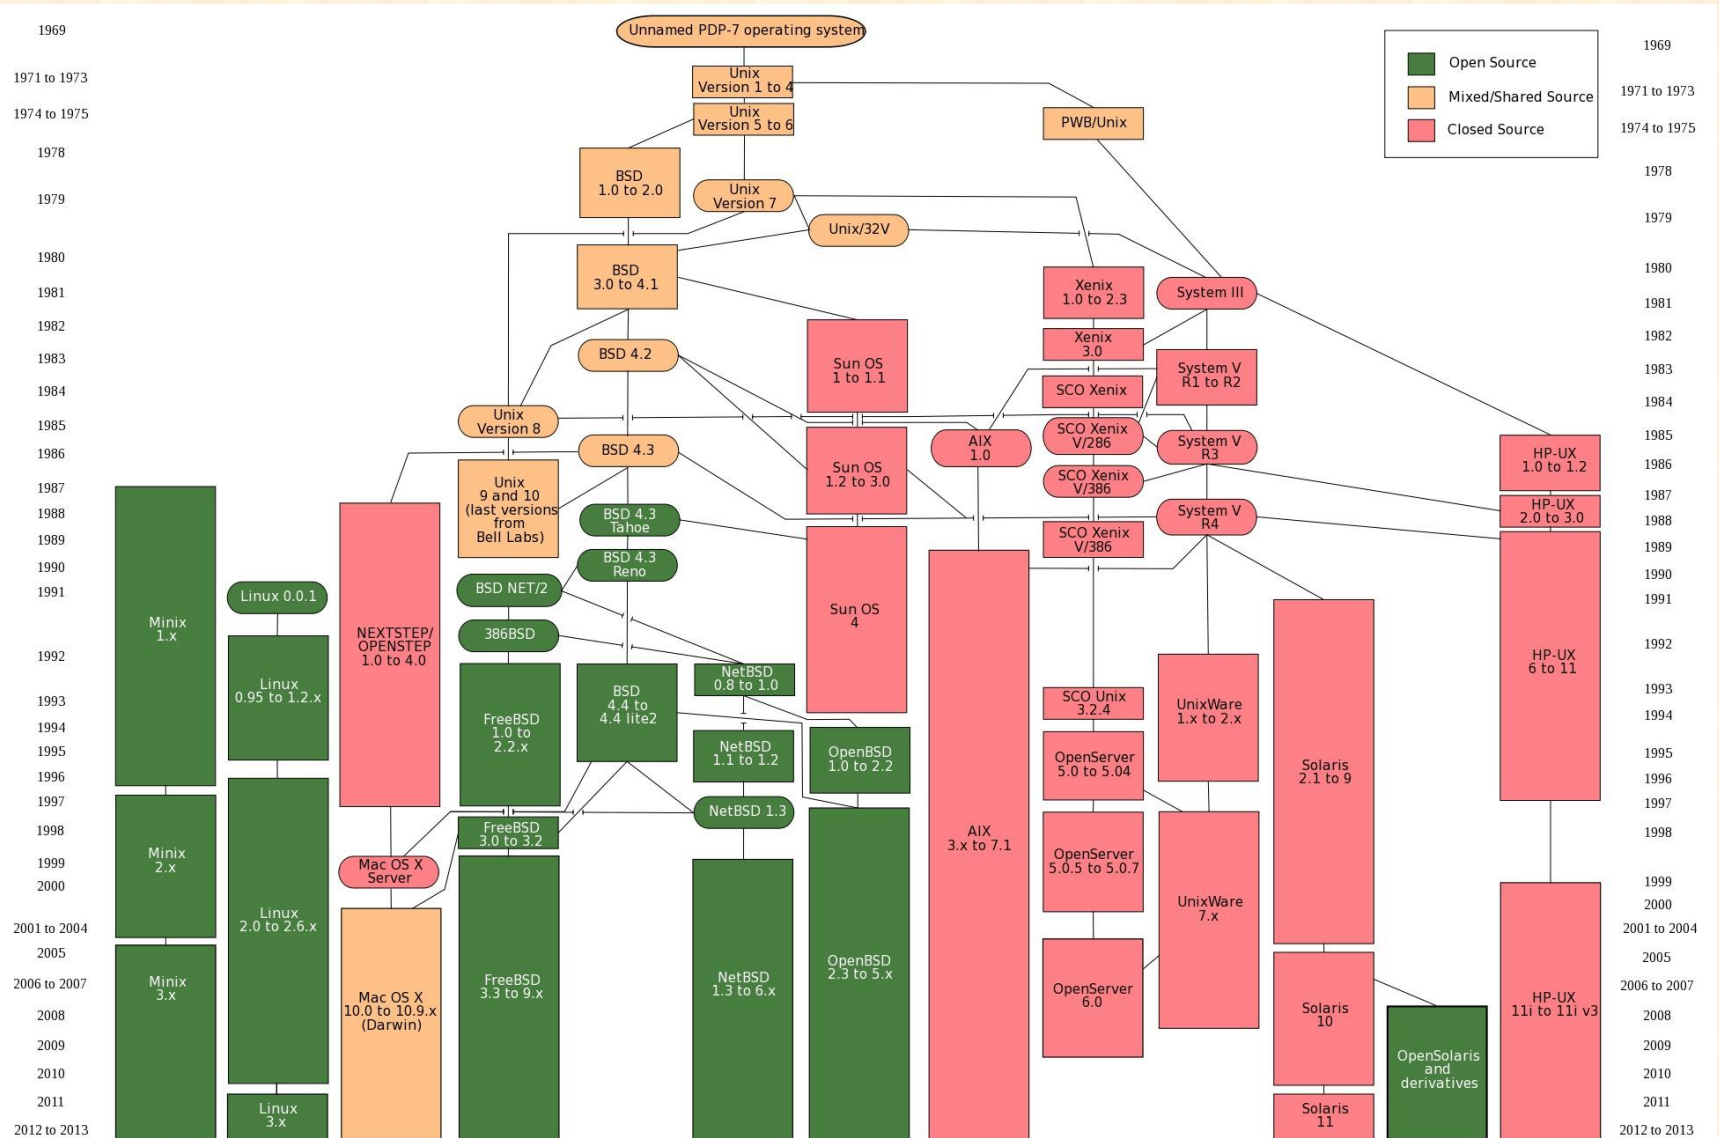 Unnamed PDP-7 operating system
1969
1969
Open Source
Mixed/Shared Source
Closed Source
1971 to 1973
1971 to 1973
Unix
Version 1 to 4
1974 to 1975
1974 to 1975
Unix
Version 5 to 6
PWB/Unix
1978
1978
BSD
1.0 to 2.0
1979
1979
Unix
Version 7
Unix/32V
1980
1980
BSD
3.0 to 4.1
Xenix
1.0 to 2.3
System III
1981
1981
1982
1982
Xenix
3.0
BSD 4.2
Sun OS
1 to 1.1
System V
R1 to R2
1983
1983
SCO Xenix
1984
1984
Unix
Version 8
SCO Xenix
V/286
1985
1985
AIX
1.0
System V
R3
BSD 4.3
1986
1986
HP-UX
1.0 to 1.2
Sun OS
1.2 to 3.0
SCO Xenix
V/386
1987
1987
Unix
9 and 10
(last versions
from
Bell Labs)
HP-UX
2.0 to 3.0
1988
1988
BSD 4.3
Tahoe
System V
R4
1989
1989
SCO Xenix
V/386
1990
1990
BSD 4.3
Reno
1991
1991
BSD NET/2
Linux 0.0.1
Minix
1.x
Sun OS
4
386BSD
NEXTSTEP/
OPENSTEP
1.0 to 4.0
1992
1992
HP-UX
6 to 11
NetBSD
0.8 to 1.0
Linux
0.95 to 1.2.x
BSD
4.4 to
4.4 lite2
1993
1993
SCO Unix
3.2.4
UnixWare
1.x to 2.x
FreeBSD
1.0 to
2.2.x
1994
1994
1995
1995
NetBSD
1.1 to 1.2
OpenBSD
1.0 to 2.2
OpenServer
5.0 to 5.04
Solaris
2.1 to 9
1996
1996
1997
1997
NetBSD 1.3
1998
1998
FreeBSD
3.0 to 3.2
AIX
3.x to 7.1
Minix
2.x
1999
1999
Mac OS X
Server
OpenServer
5.0.5 to 5.0.7
2000
2000
UnixWare
7.x
Linux
2.0 to 2.6.x
2001 to 2004
2001 to 2004
2005
2005
OpenBSD
2.3 to 5.x
Minix
3.x
FreeBSD
3.3 to 9.x
NetBSD
1.3 to 6.x
2006 to 2007
2006 to 2007
OpenServer
6.0
Mac OS X
10.0 to 10.9.x
(Darwin)
HP-UX
11i to 11i v3
Solaris
10
2008
2008
2009
2009
OpenSolaris
and
derivatives
2010
2010
2011
2011
Linux
3.x
Solaris
11
2012 to 2013
2012 to 2013